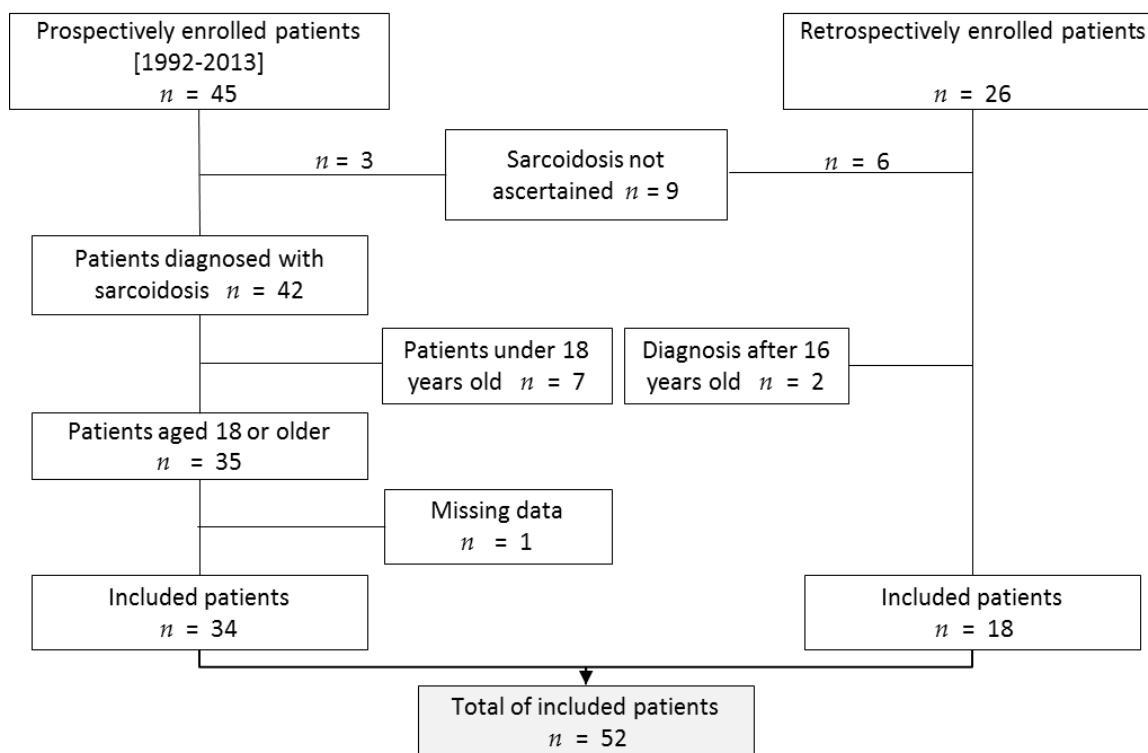 Prospectively enrolled patients
[1992-2013]
n = 45
Retrospectively enrolled patients
n = 26
n = 3
Sarcoidosis not
ascertained n = 9
n = 6
Patients diagnosed with
sarcoidosis n = 42
Patients under 18
years old n = 7
Diagnosis after 16
years old n = 2
Patients aged 18 or older
n = 35
Missing data
n = 1
Included patients
n = 34
Included patients
n = 18
Total of included patients
n = 52